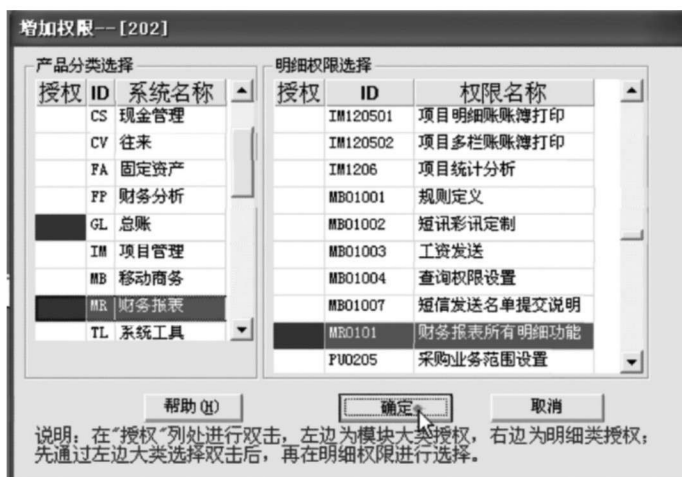 增加权限--[202]
产品分类选择 明细权限选择
授权 ID 系统名称 授权 ID 权限名称
CS 现金管理 IM120501 项目明细账账簿打印
CV 往来 IM120502 项目多栏账账簿打印
FA 固定资产 IM1206 项目统计分析
FP 财务分析 MB01001 规则定义
GL 总账 MB01002 短讯彩讯定制
IM 项目管理 MB01003 工资发送
MB 移动商务 MB01004 查询权限设置
MR 财务报表 MB01007 短信发送名单提交说明
TL 系统工具 MR0101 财务报表所有明细功能
PU0205 采购业务范围设置
帮助(H) 确定 取消
说明：在"授权"列处进行双击，左边为模块大类授权，右边为明细类授权；
先通过左边大类选择双击后，再在明细权限进行选择。